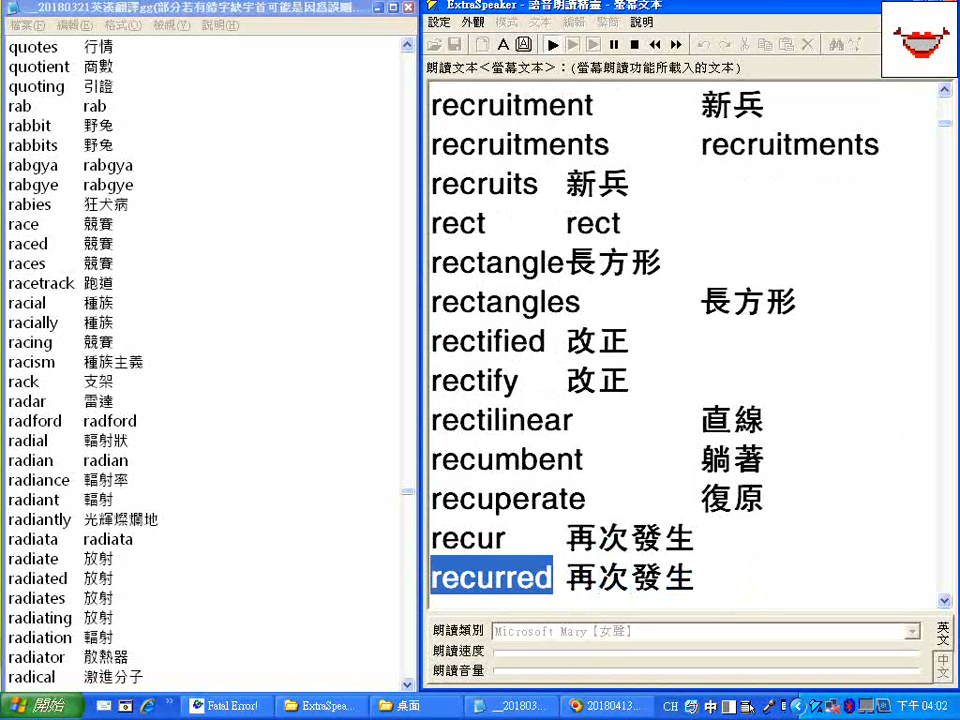 __20180321英漢翻譯gg(部分若有錯字缺字首可能是因為誤剛...
檔案(F) 編輯(E) 格式(O) 檢視(V) 說明(H)
quotes 行情
quotient 商數
quoting 引證
rab rab
rabbit 野兔
rabbits 野兔
rabgya rabgya
rabgye rabgye
rabies 狂犬病
race 競賽
raced 競賽
races 競賽
racetrack 跑道
racial 種族
racially 種族
racing 競賽
racism 種族主義
rack 支架
radar 雷達
radford radford
radial 輻射狀
radian radian
radiance 輻射率
radiant 輻射
radiantly 光輝燦爛地
radiata radiata
radiate 放射
radiated 放射
radiates 放射
radiating 放射
radiation 輻射
radiator 散熱器
radical 激進分子
ExtraSpeaker - 語音朗讀精靈 - 螢幕文本
設定 外觀 模式 文本 編輯 繁簡 說明
朗讀文本<螢幕文本>：(螢幕朗讀功能所載入的文本)
recruitment 新兵
recruitments recruitments
recruits 新兵
rect rect
rectangle長方形
rectangles 長方形
rectified 改正
rectify 改正
rectilinear 直線
recumbent 躺著
recuperate 復原
recur 再次發生
recurred 再次發生
朗讀類別 Microsoft Mary【女聲】
朗讀速度
朗讀音量
英文
中文
開始 Fatal Error! ExtraSpea... 桌面 __201803... 20180413... CH 中 下午 04:02